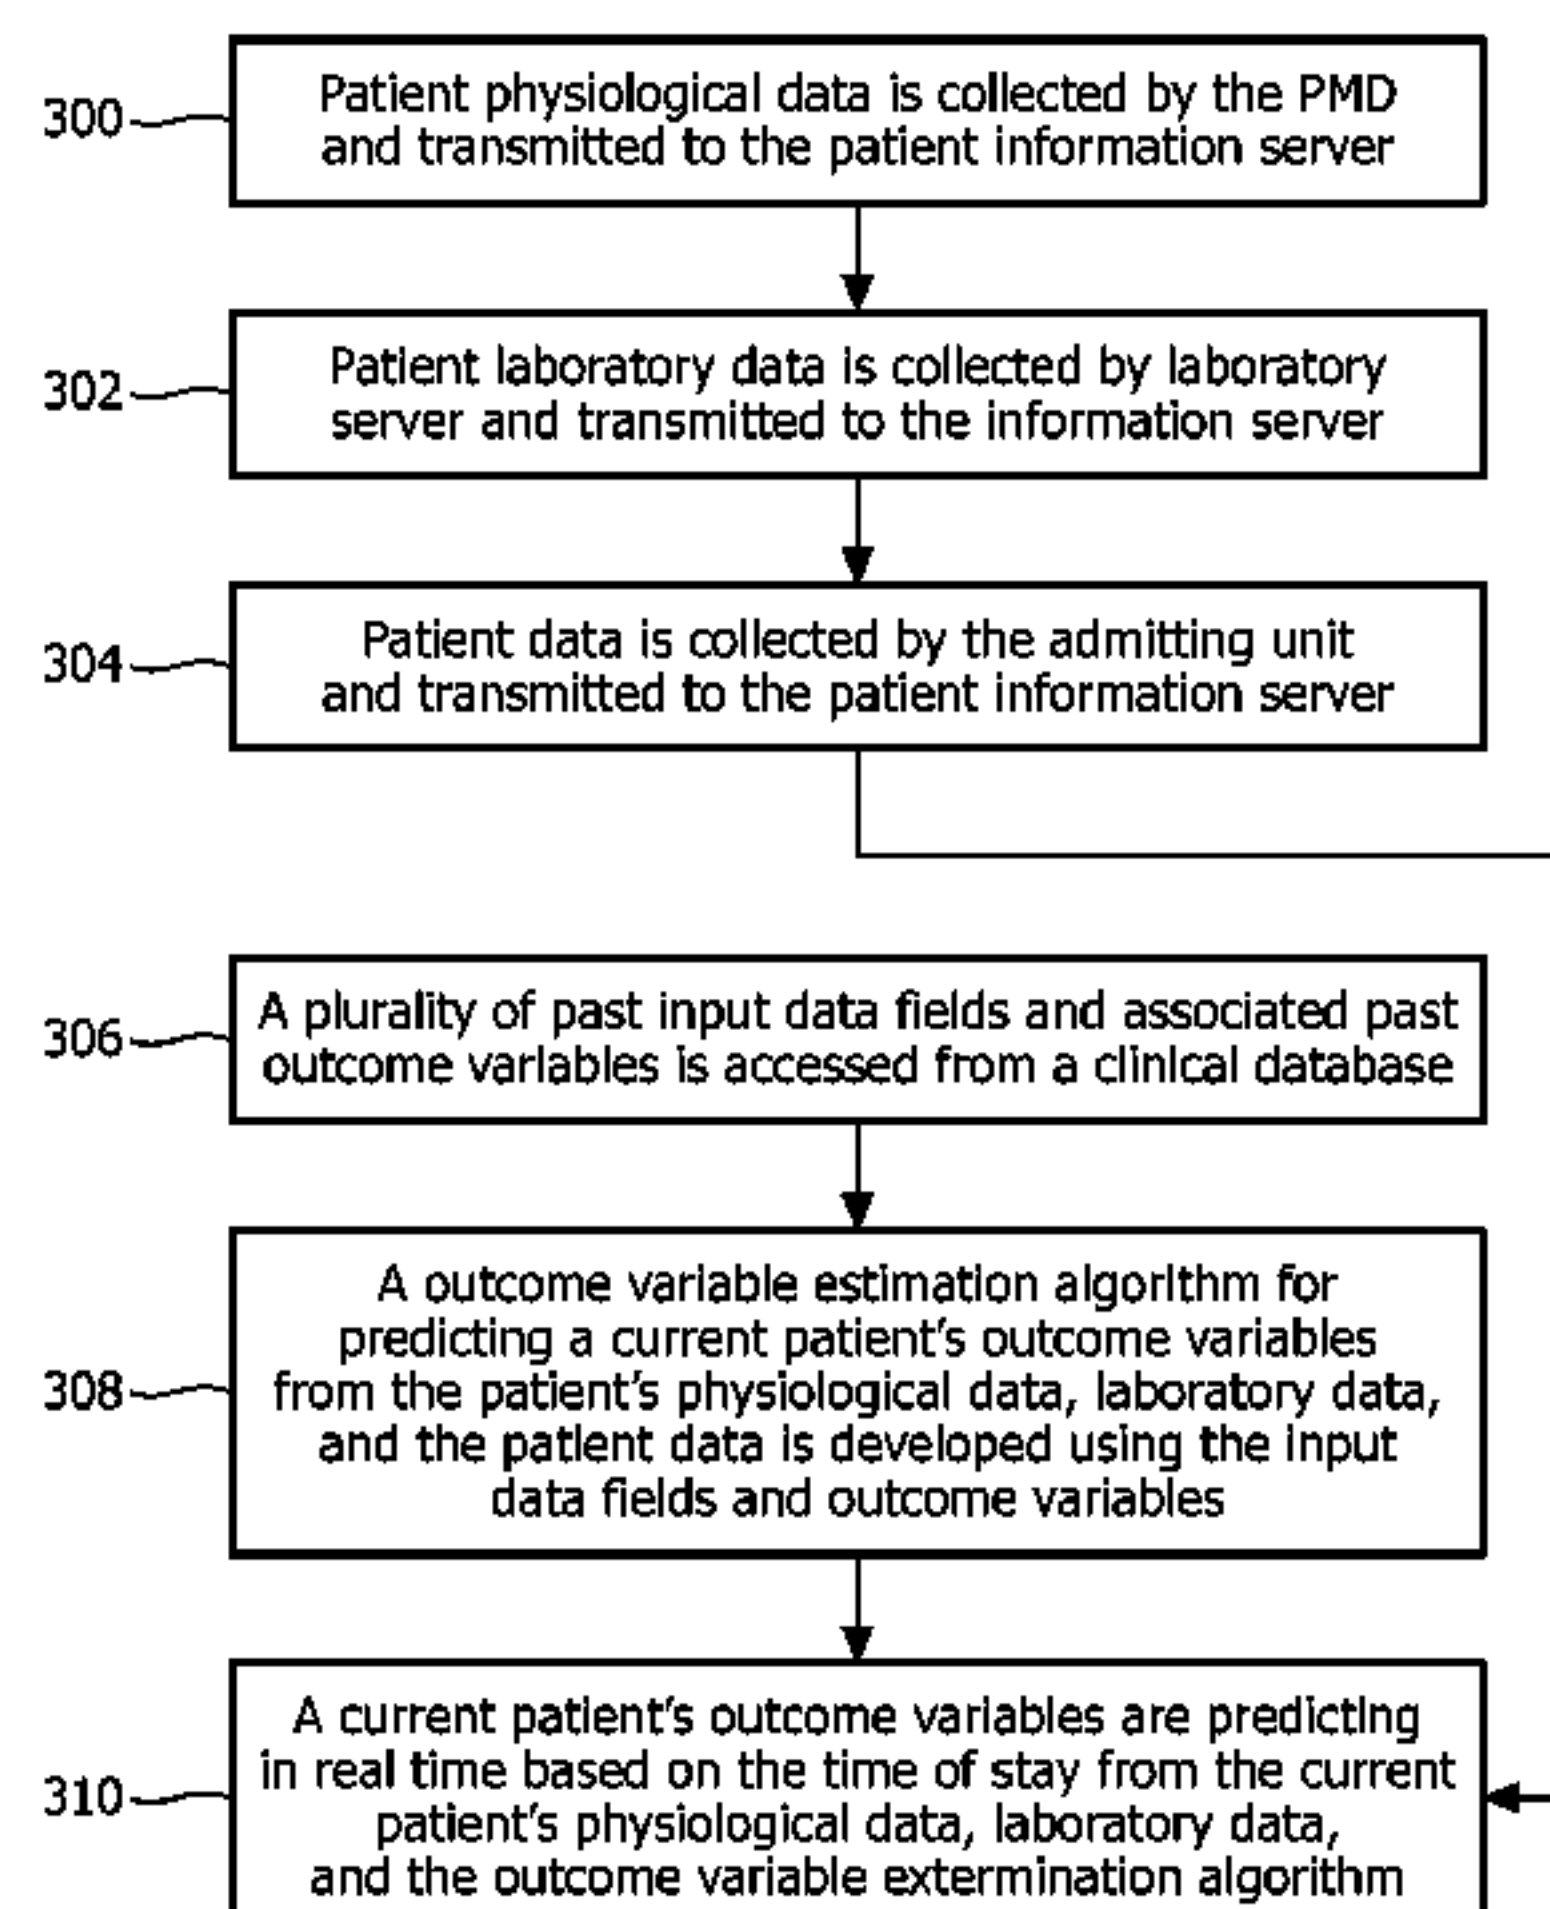 300
Patient physiological data is collected by the PMD
and transmitted to the patient information server
302
Patient laboratory data is collected by laboratory
server and transmitted to the information server
304
Patient data is collected by the admitting unit
and transmitted to the patient information server
306
A plurality of past input data fields and associated past
outcome variables is accessed from a clinical database
308
A outcome variable estimation algorithm for
predicting a current patient's outcome variables
from the patient's physiological data, laboratory data,
and the patient data is developed using the input
data fields and outcome variables
310
A current patient's outcome variables are predicting
in real time based on the time of stay from the current
patient's physiological data, laboratory data,
and the outcome variable extermination algorithm